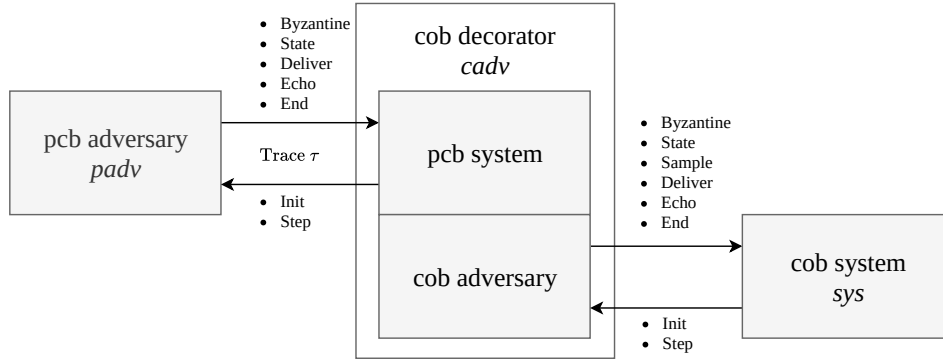 • Byzantine
• State
• Deliver
• Echo
• End
pcb adversary
padv
Trace τ
• Init
• Step
cob decorator
cadv
pcb system
cob adversary
• Byzantine
• State
• Sample
• Deliver
• Echo
• End
cob system
sys
• Init
• Step